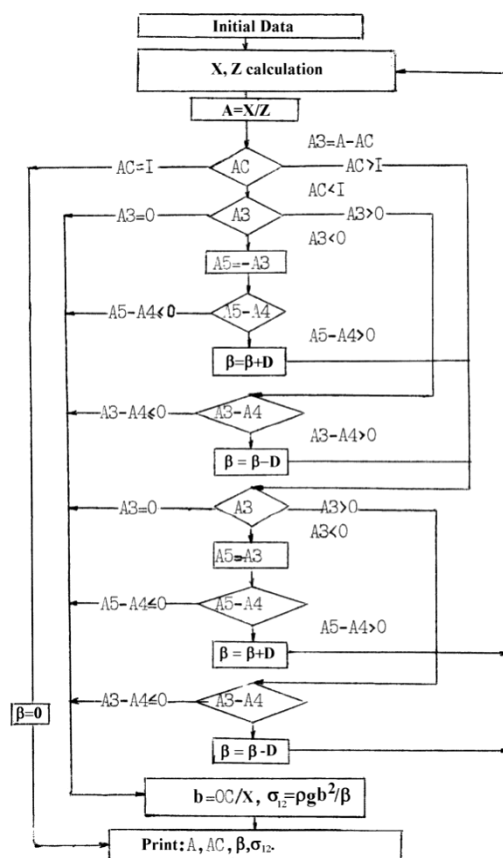 Initial Data
X, Z calculation
A=X/Z
A3=A-AC
AC=I AC AC>I
AC<I
A3=0 A3 A3>0
A3<0
A5=-A3
A5-A4≤0 A5-A4
A5-A4>0
β=β+D
A3-A4≤0 A3-A4
A3-A4>0
β = β-D
A3=0 A3 A3>0
A3<0
A5=A3
A5-A4≤0 A5-A4
A5-A4>0
β = β+D
A3-A4≤0 A3-A4
β=0
β = β-D
b=OC/X, σ₁₂=ρgb²/β
Print: A, AC, β,σ₁₂.